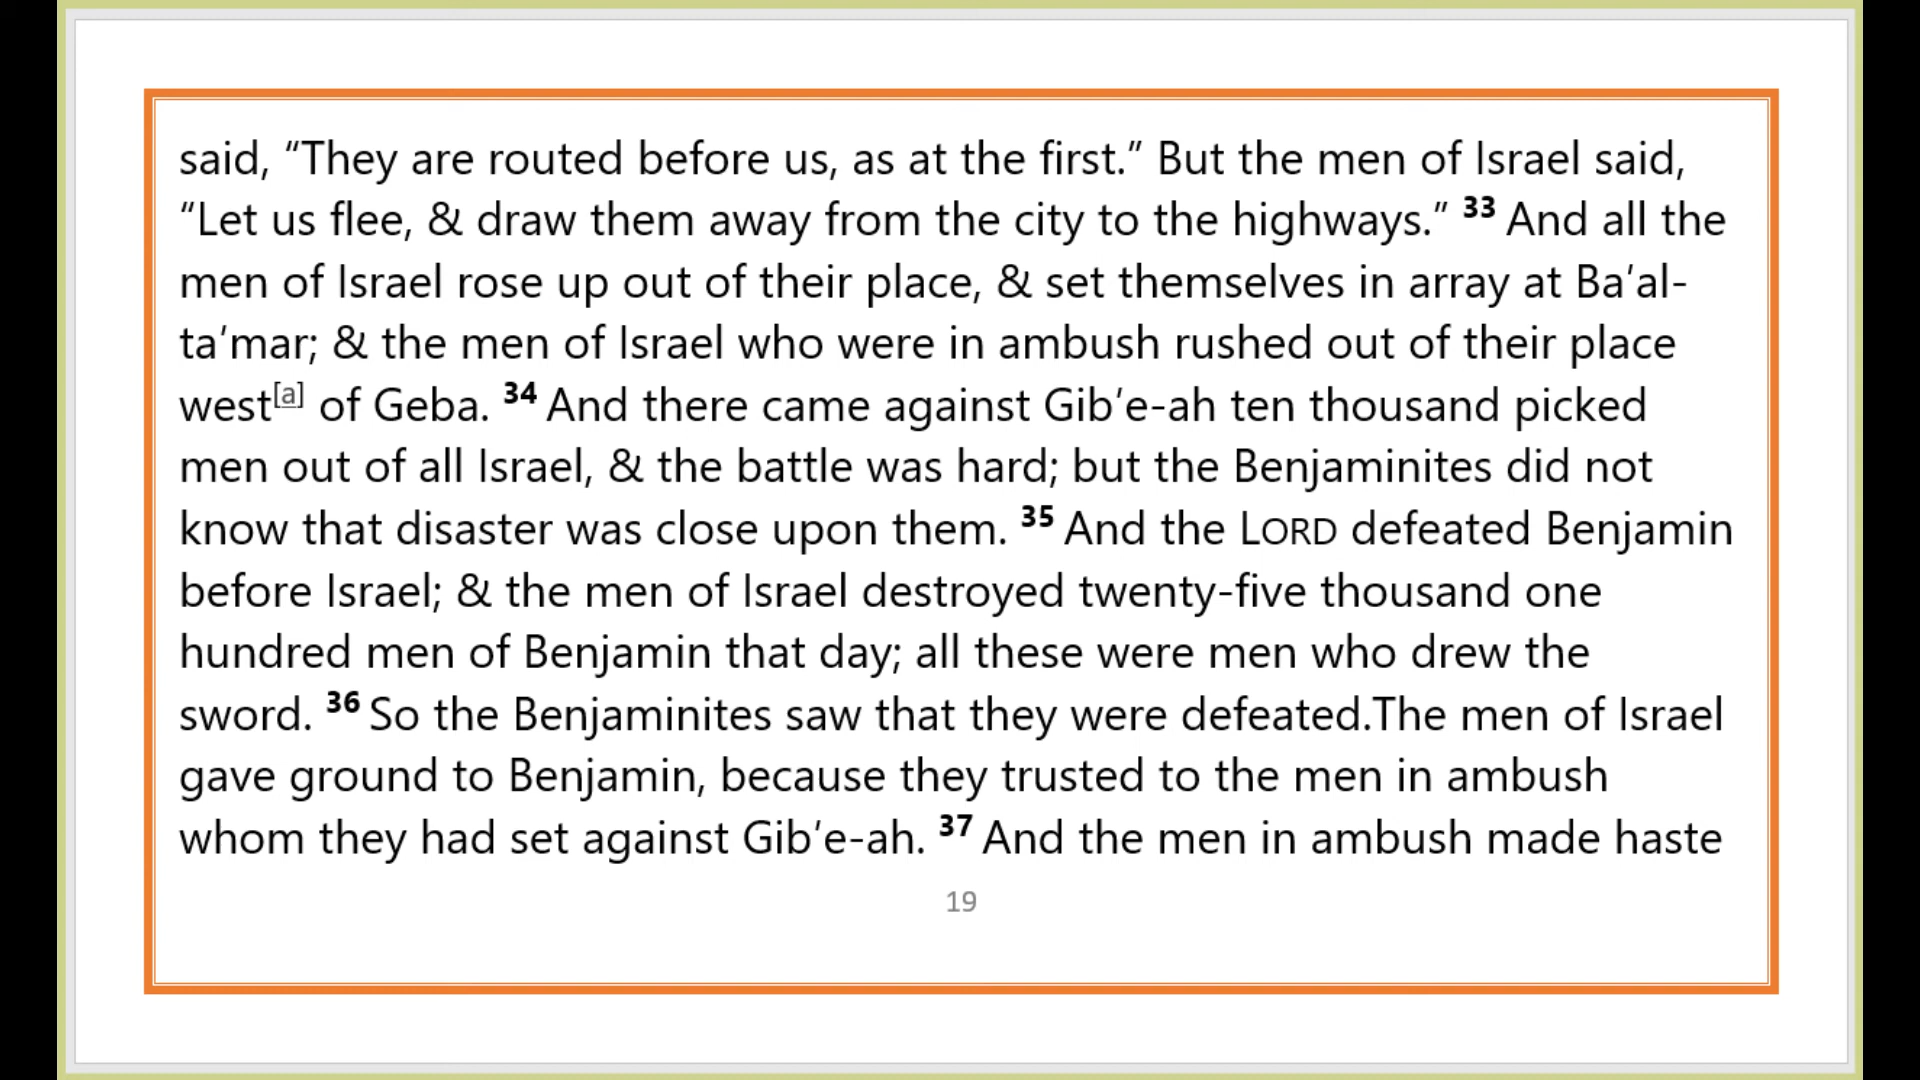 said, “They are routed before us, as at the first.” But the men of Israel said,
“Let us flee, & draw them away from the city to the highways.” 33 And all the
men of Israel rose up out of their place, & set themselves in array at Ba′al-
ta′mar; & the men of Israel who were in ambush rushed out of their place
west[a] of Geba. 34 And there came against Gib′e-ah ten thousand picked
men out of all Israel, & the battle was hard; but the Benjaminites did not
know that disaster was close upon them. 35 And the LORD defeated Benjamin
before Israel; & the men of Israel destroyed twenty-five thousand one
hundred men of Benjamin that day; all these were men who drew the
sword. 36 So the Benjaminites saw that they were defeated.The men of Israel
gave ground to Benjamin, because they trusted to the men in ambush
whom they had set against Gib′e-ah. 37 And the men in ambush made haste
19